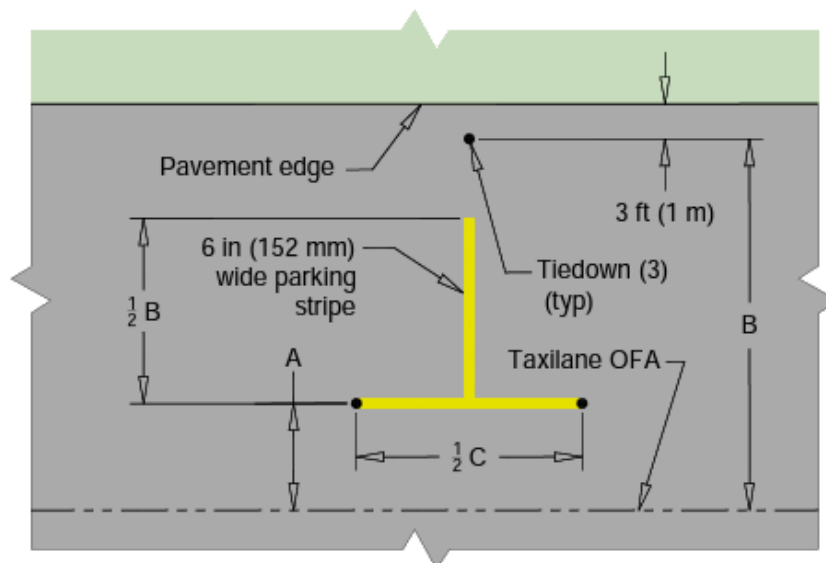 Pavement edge
3 ft (1 m)
6 in (152 mm)
wide parking
stripe
Tiedown (3)
(typ)
½ B
B
A
Taxilane OFA
½ C